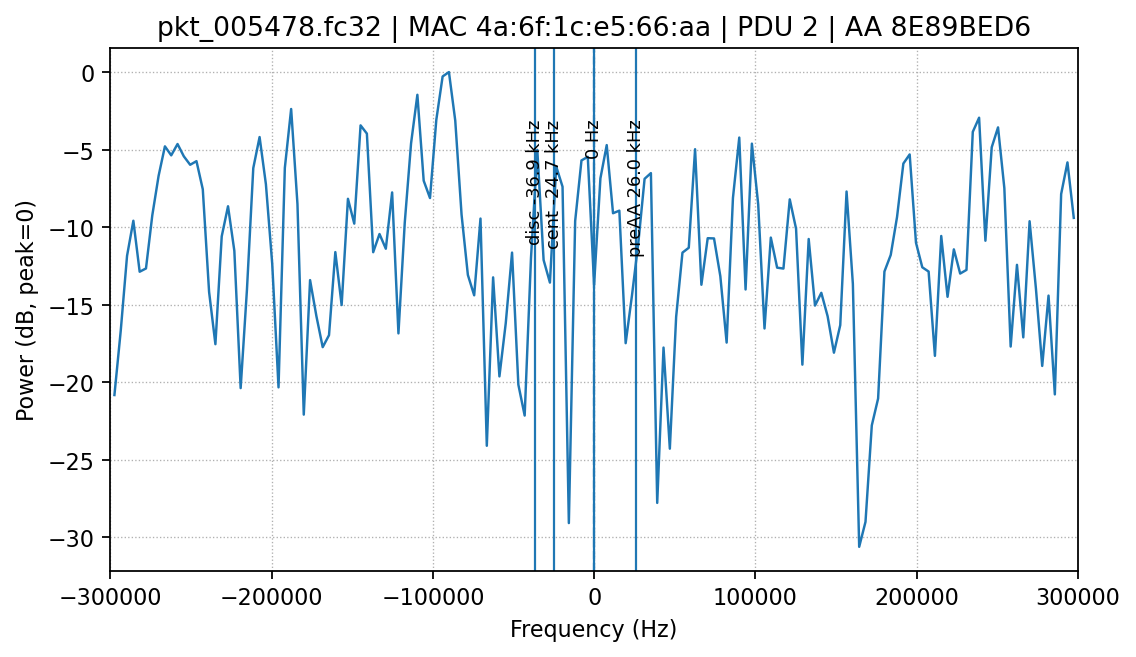 pkt_005478.fc32 | MAC 4a:6f:1c:e5:66:aa | PDU 2 | AA 8E89BED6
Power (dB, peak=0)
0
−5
−10
−15
−20
−25
−30
disc -36.9 kHz
cent -24.7 kHz
0 Hz
preAA 26.0 kHz
−300000
−200000
−100000
0
100000
200000
300000
Frequency (Hz)